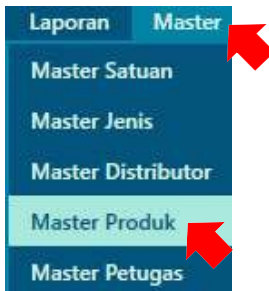 Laporan Master
Master Satuan
Master Jenis
Master Distributor
Master Produk
Master Petugas